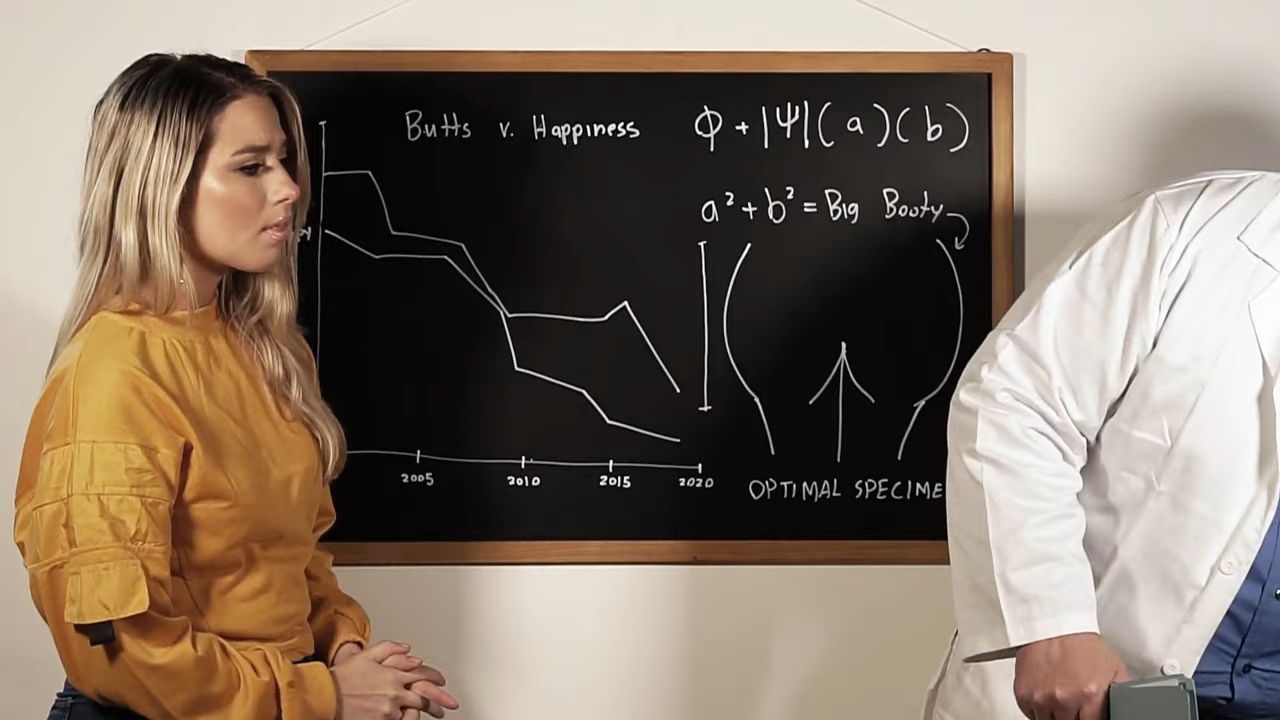 Butts v. Happiness
2005 2010 2015 2020
Φ + |Ψ|(a)(b)
a² + b² = Big Booty
OPTIMAL SPECIME